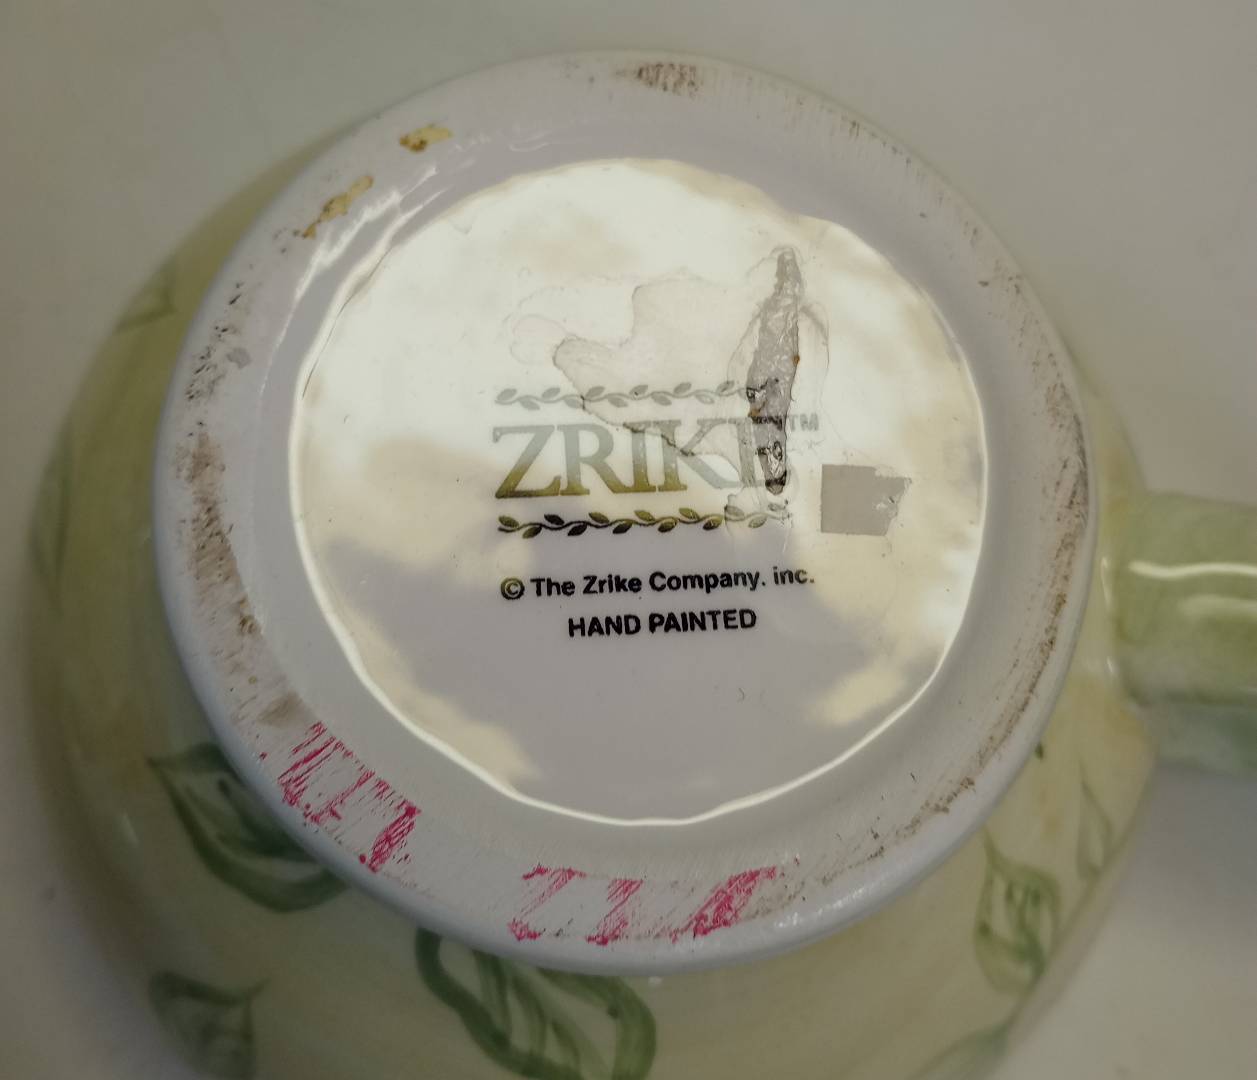 ZRIKE™
© The Zrike Company. inc.
HAND PAINTED